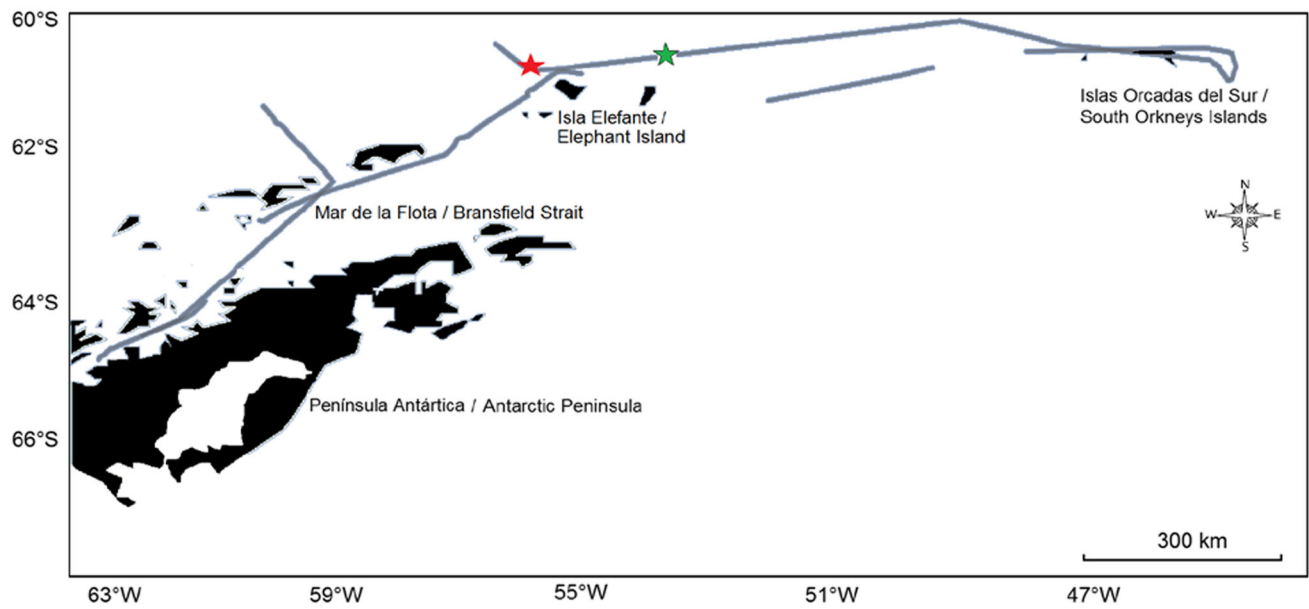 60°S
62°S
64°S
66°S
Isla Elefante /
Elephant Island
Islas Orcadas del Sur /
South Orkneys Islands
N
W
E
S
Mar de la Flota / Bransfield Strait
Península Antártica / Antarctic Peninsula
300 km
63°W
59°W
55°W
51°W
47°W